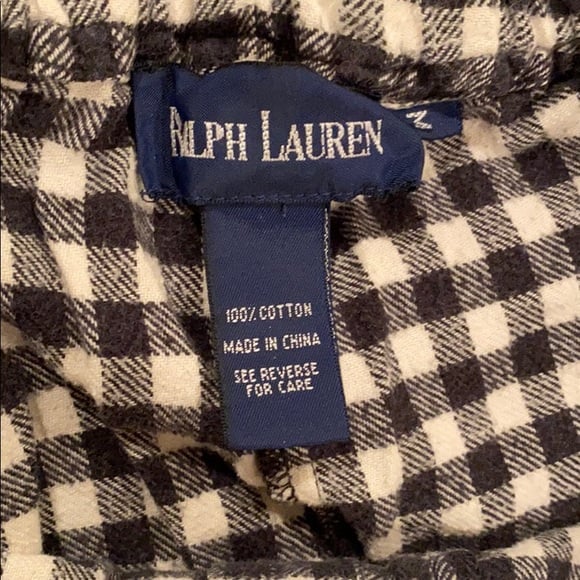 RALPH LAUREN
M
100% COTTON
MADE IN CHINA
SEE REVERSE
FOR CARE